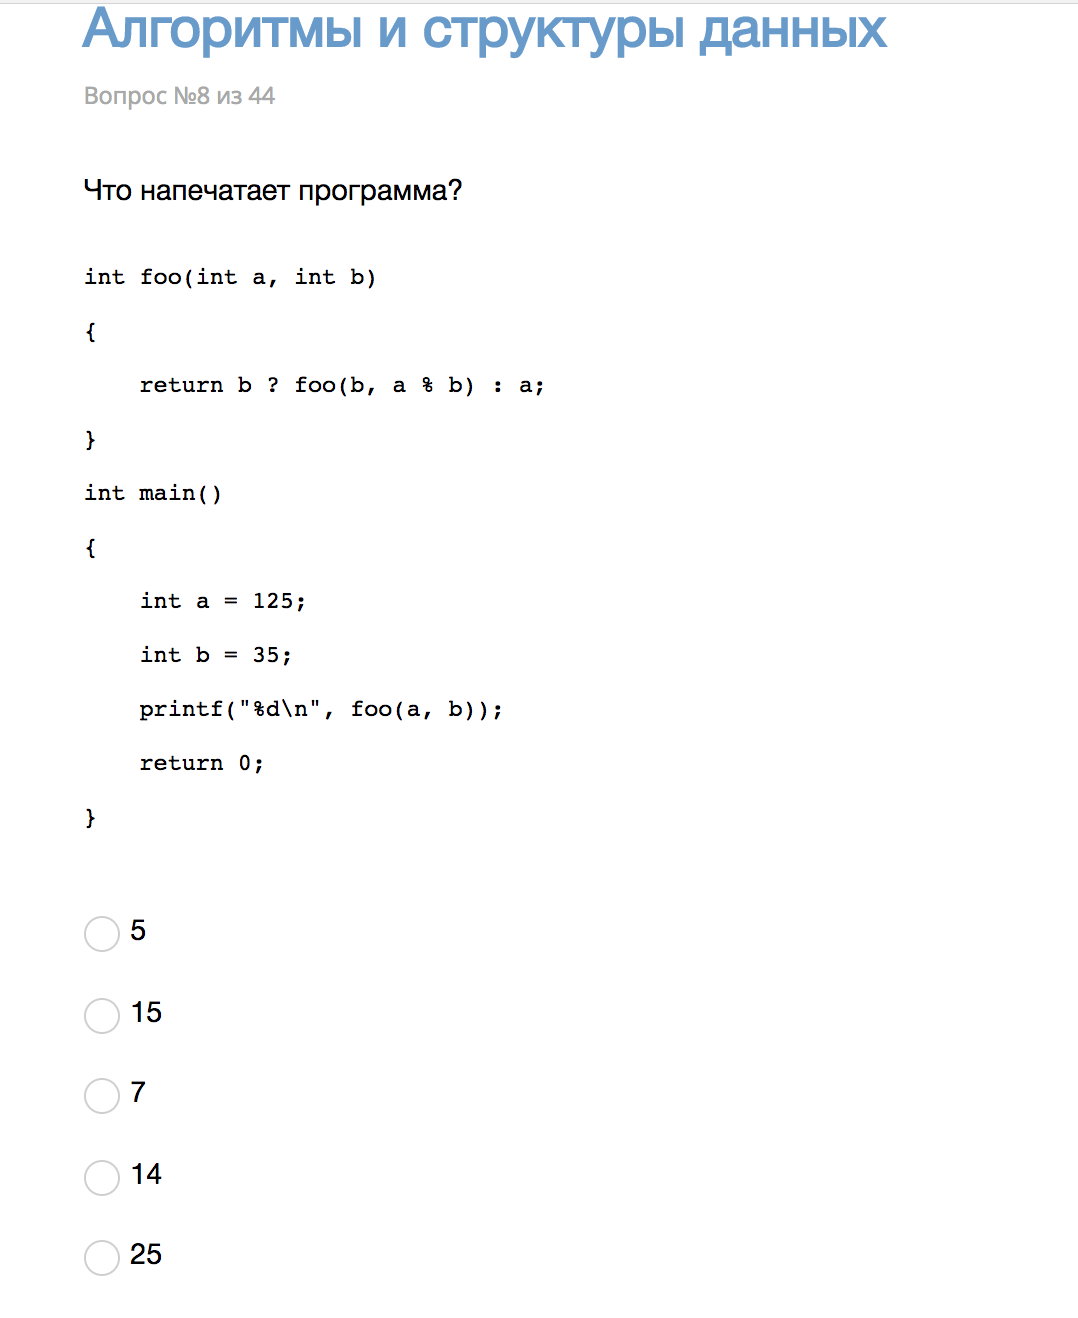 Алгоритмы и структуры данных
Вопрос №8 из 44
Что напечатает программа?
int foo(int a, int b)
{
    return b ? foo(b, a % b) : a;
}
int main()
{
    int a = 125;
    int b = 35;
    printf("%d\n", foo(a, b));
    return 0;
}
5
15
7
14
25